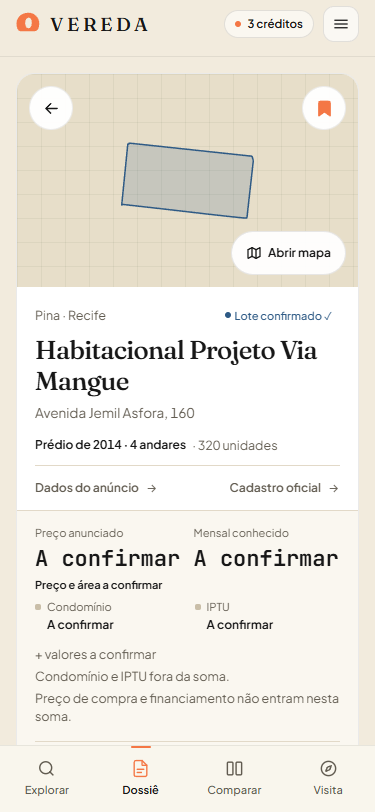 VEREDA
3 créditos
Abrir mapa
Pina · Recife
Lote confirmado ✓
Habitacional Projeto Via
Mangue
Avenida Jemil Asfora, 160
Prédio de 2014 · 4 andares · 320 unidades
Dados do anúncio →
Cadastro oficial →
Preço anunciado
A confirmar
Preço e área a confirmar
Mensal conhecido
A confirmar
Condomínio
A confirmar
IPTU
A confirmar
+ valores a confirmar
Condomínio e IPTU fora da soma.
Preço de compra e financiamento não entram nesta
soma.
Explorar
Dossiê
Comparar
Visita